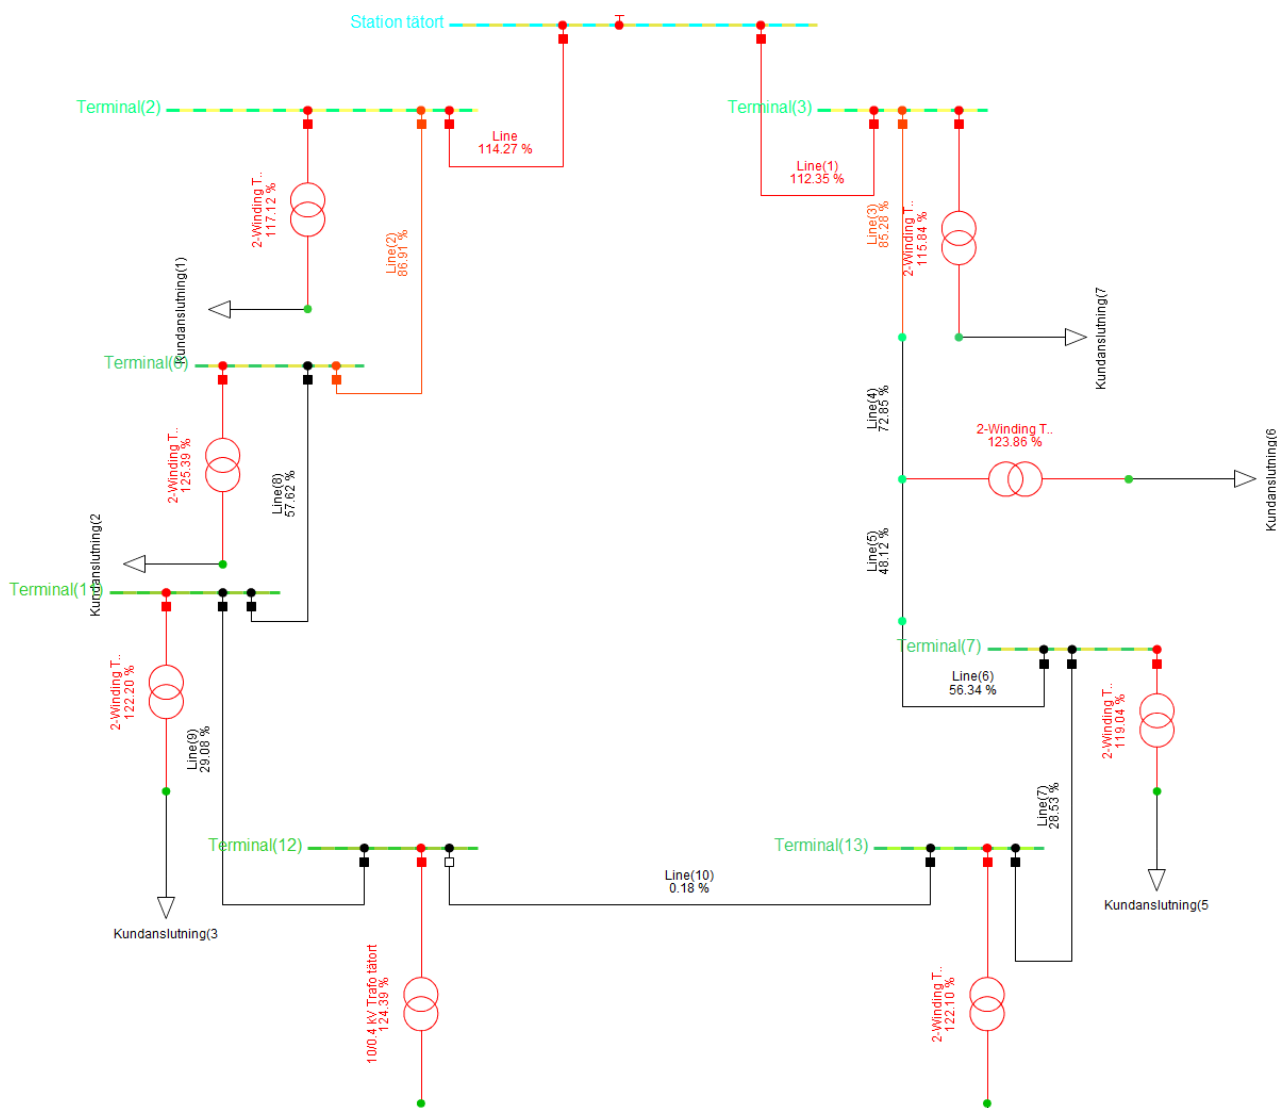 Station tätort
Terminal(2)
Terminal(3)
Line
114.27 %
Line(1)
112.35 %
2-Winding T..
117.12 %
Line(2)
86.91 %
Line(3)
85.28 %
2-Winding T..
115.84 %
Kundanslutning(1)
Kundanslutning(7
Terminal(6)
Line(4)
72.85 %
2-Winding T..
123.86 %
Kundanslutning(6
2-Winding T..
125.39 %
Line(8)
57.62 %
Line(5)
48.12 %
Kundanslutning(2
Terminal(11)
Terminal(7)
2-Winding T..
122.20 %
Line(6)
56.34 %
2-Winding T..
119.04 %
Line(9)
29.08 %
Line(7)
28.53 %
Terminal(12)
Terminal(13)
Line(10)
0.18 %
Kundanslutning(3
Kundanslutning(5
10/0.4 kV Trafo tätort
124.39 %
2-Winding T..
122.10 %